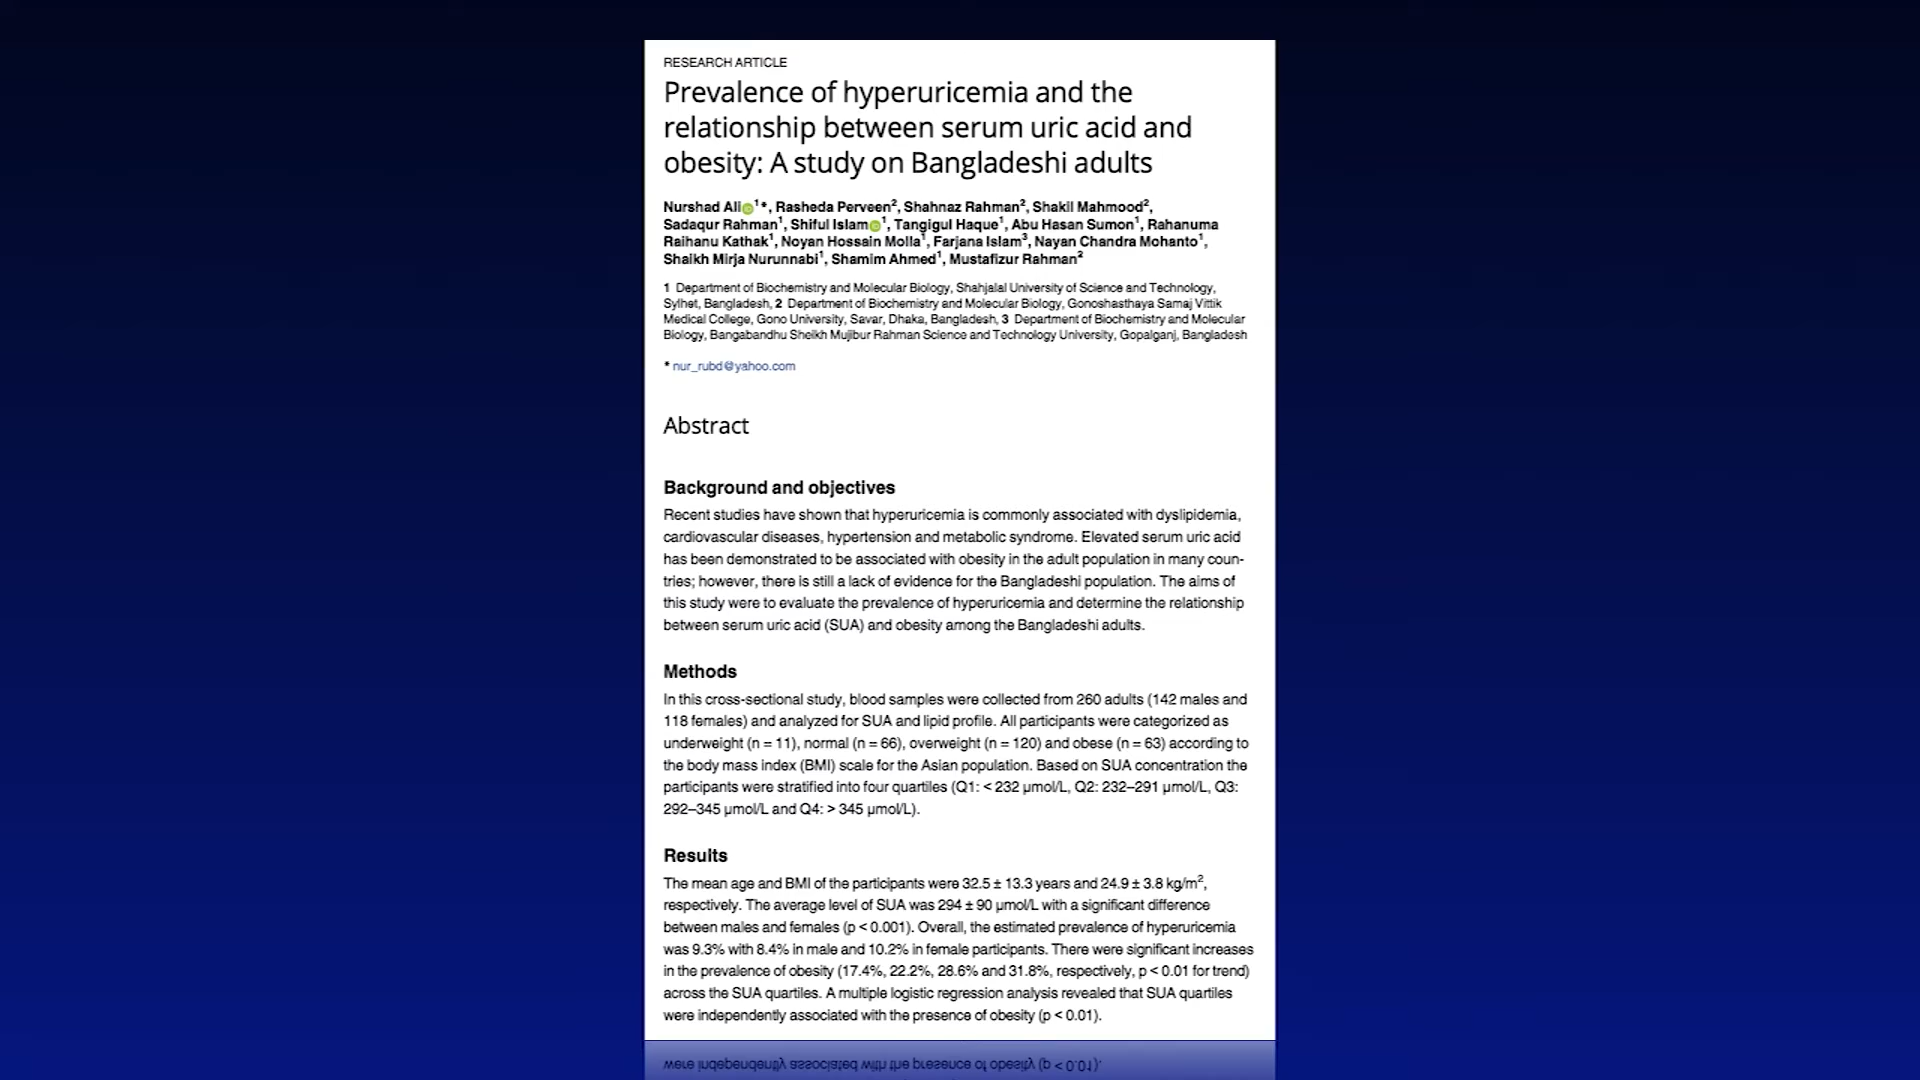 RESEARCH ARTICLE
Prevalence of hyperuricemia and the
relationship between serum uric acid and
obesity: A study on Bangladeshi adults
Nurshad Ali¹*, Rasheda Perveen², Shahnaz Rahman², Shakil Mahmood²,
Sadaqur Rahman¹, Shiful Islam¹, Tangigul Haque¹, Abu Hasan Sumon¹, Rahanuma
Raihanu Kathak¹, Noyan Hossain Molla¹, Farjana Islam³, Nayan Chandra Mohanto¹,
Shaikh Mirja Nurunnabi¹, Shamim Ahmed¹, Mustafizur Rahman²
1 Department of Biochemistry and Molecular Biology, Shahjalal University of Science and Technology,
Sylhet, Bangladesh, 2 Department of Biochemistry and Molecular Biology, Gonoshasthaya Samaj Vittik
Medical College, Gono University, Savar, Dhaka, Bangladesh, 3 Department of Biochemistry and Molecular
Biology, Bangabandhu Sheikh Mujibur Rahman Science and Technology University, Gopalganj, Bangladesh
* nur_rubd@yahoo.com
Abstract
Background and objectives
Recent studies have shown that hyperuricemia is commonly associated with dyslipidemia,
cardiovascular diseases, hypertension and metabolic syndrome. Elevated serum uric acid
has been demonstrated to be associated with obesity in the adult population in many coun-
tries; however, there is still a lack of evidence for the Bangladeshi population. The aims of
this study were to evaluate the prevalence of hyperuricemia and determine the relationship
between serum uric acid (SUA) and obesity among the Bangladeshi adults.
Methods
In this cross-sectional study, blood samples were collected from 260 adults (142 males and
118 females) and analyzed for SUA and lipid profile. All participants were categorized as
underweight (n = 11), normal (n = 66), overweight (n = 120) and obese (n = 63) according to
the body mass index (BMI) scale for the Asian population. Based on SUA concentration the
participants were stratified into four quartiles (Q1: < 232 μmol/L, Q2: 232–291 μmol/L, Q3:
292–345 μmol/L and Q4: > 345 μmol/L).
Results
The mean age and BMI of the participants were 32.5 ± 13.3 years and 24.9 ± 3.8 kg/m²,
respectively. The average level of SUA was 294 ± 90 μmol/L with a significant difference
between males and females (p < 0.001). Overall, the estimated prevalence of hyperuricemia
was 9.3% with 8.4% in male and 10.2% in female participants. There were significant increases
in the prevalence of obesity (17.4%, 22.2%, 28.6% and 31.8%, respectively, p < 0.01 for trend)
across the SUA quartiles. A multiple logistic regression analysis revealed that SUA quartiles
were independently associated with the presence of obesity (p < 0.01).